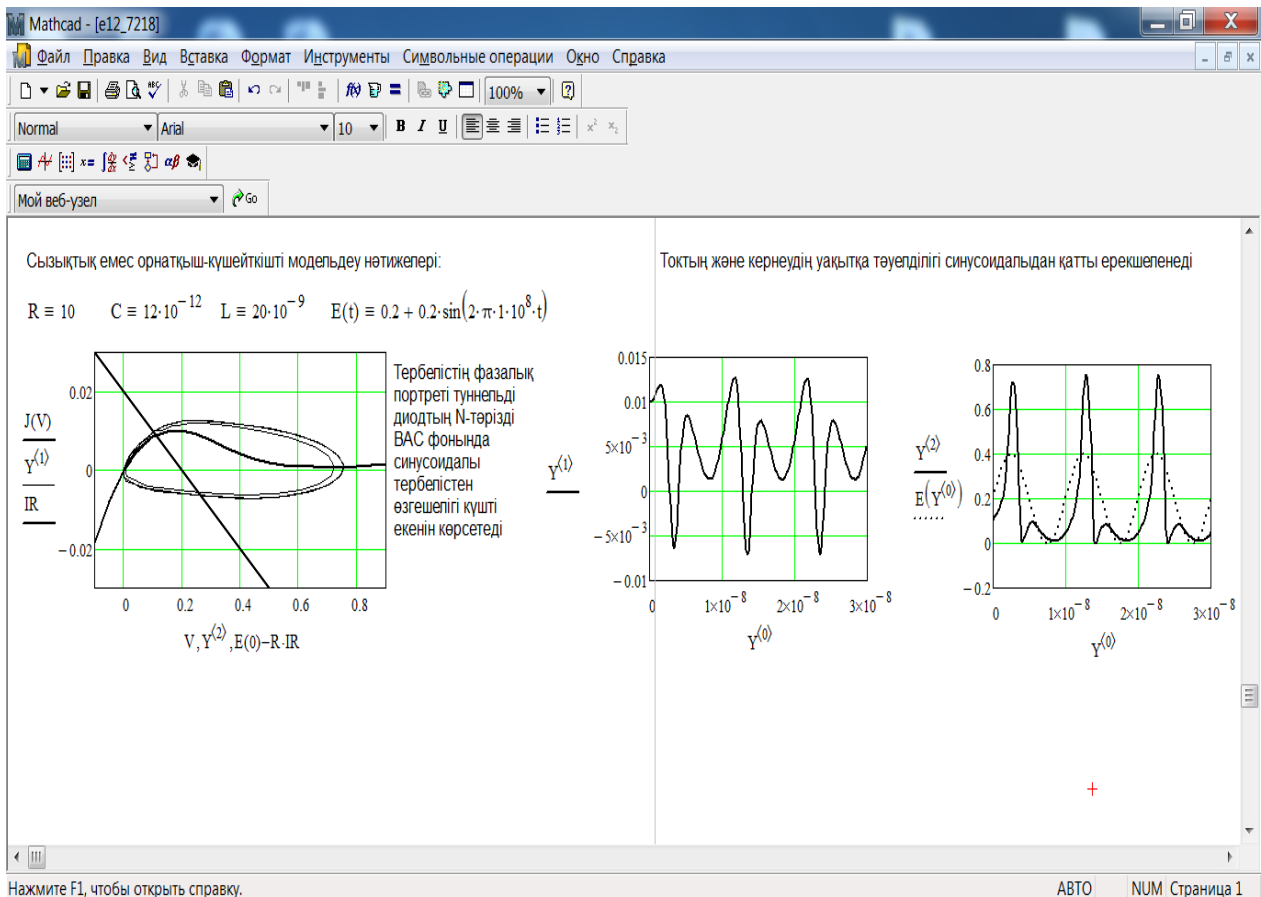 Mathcad - [e12_7218]
Файл Правка Вид Вставка Формат Инструменты Символьные операции Окно Справка
100%
Normal Arial 10 B I U x² x₂
x= αβ
Мой веб-узел Go
Сызықтық емес орнатқыш-күшейткішті модельдеу нәтижелері:
R ≡ 10 C ≡ 12·10⁻¹² L ≡ 20·10⁻⁹ E(t) ≡ 0.2 + 0.2·sin(2·π·1·10⁸·t)
Тербелістің фазалық
портреті туннельді
диодтың N-тәрізді
ВАС фонында
синусоидалы
тербелістен
өзгешелігі күшті
екенін көрсетеді
J(V)
Y⟨1⟩
IR
0.02
0
−0.02
0 0.2 0.4 0.6 0.8
V, Y⟨2⟩, E(0)−R·IR
Токтың және кернеудің уақытқа тәуелділігі синусоидалыдан қатты ерекшеленеді
Y⟨1⟩
0.015
0.01
5×10⁻³
0
−5×10⁻³
−0.01
0 1×10⁻⁸ 2×10⁻⁸ 3×10⁻⁸
Y⟨0⟩
Y⟨2⟩
E(Y⟨0⟩)
0.8
0.6
0.4
0.2
0
−0.2
0 1×10⁻⁸ 2×10⁻⁸ 3×10⁻⁸
Y⟨0⟩
Нажмите F1, чтобы открыть справку.
АВТО NUM Страница 1